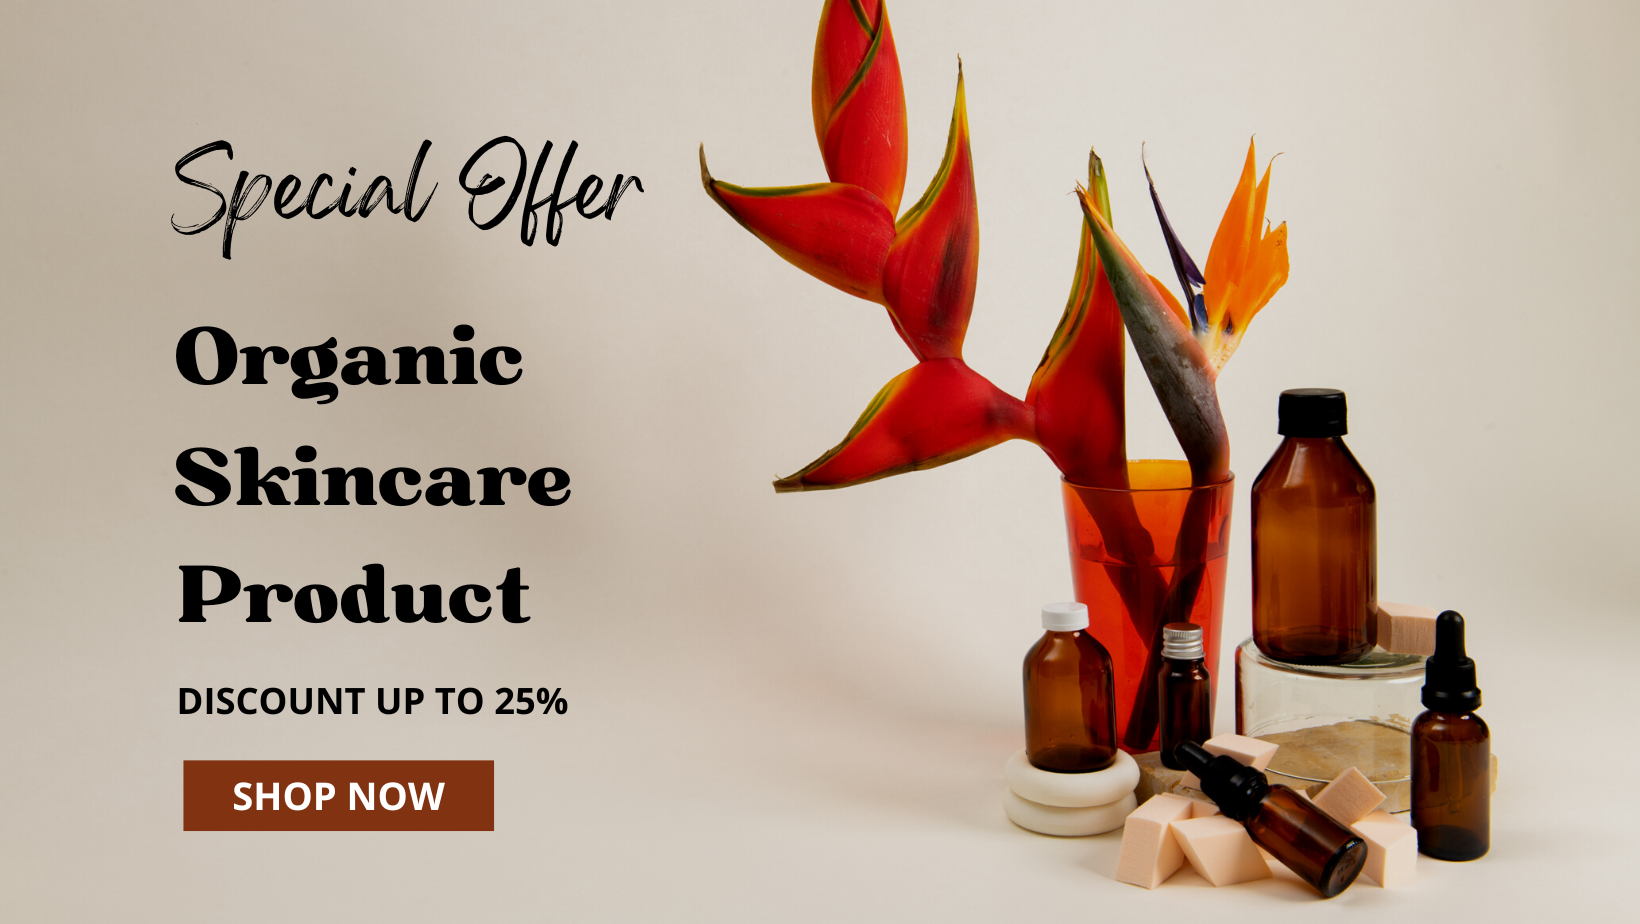 Special Offer
Organic
Skincare
Product
DISCOUNT UP TO 25%
SHOP NOW